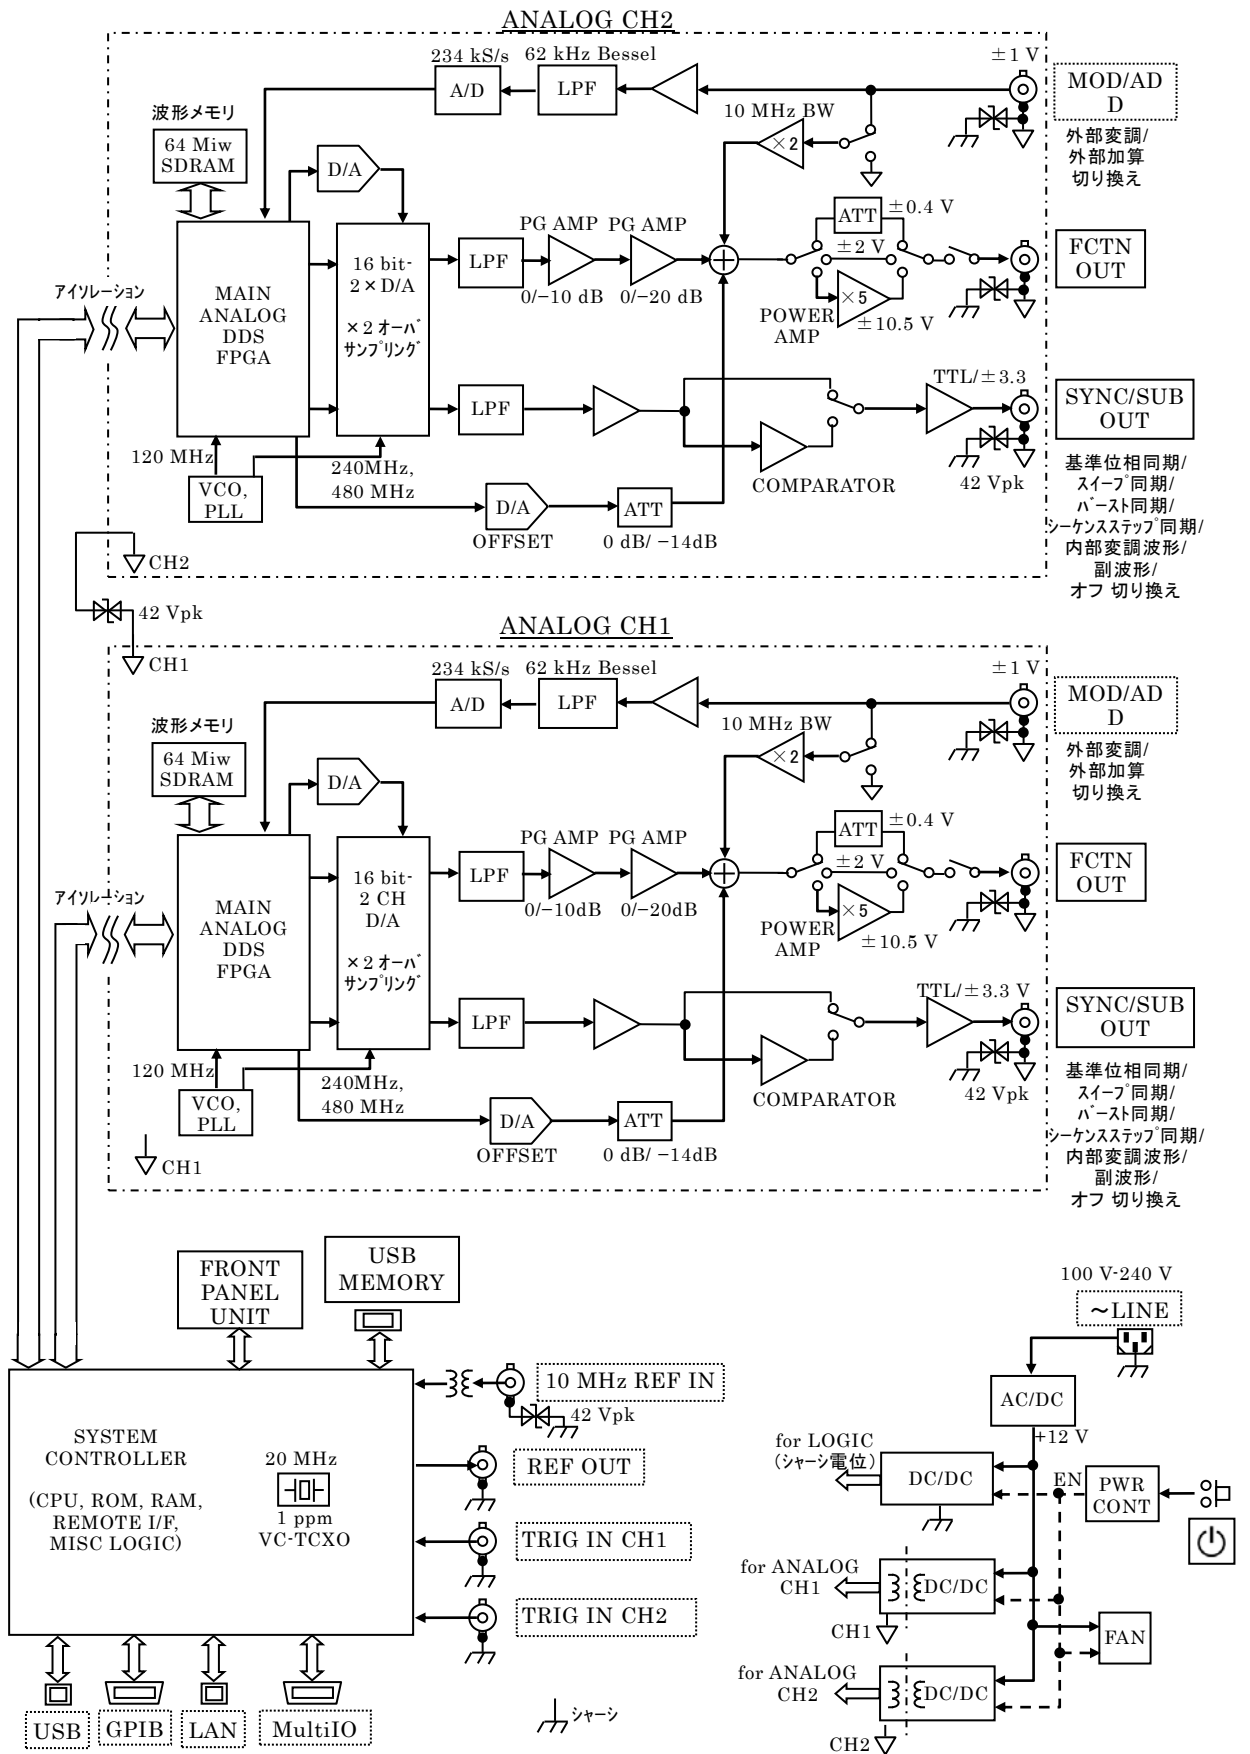 ANALOG CH2
234 kS/s
62 kHz Bessel
±1 V
A/D
LPF
MOD/AD
D
10 MHz BW
×2
外部変調/
外部加算
切り換え
波形メモリ
64 Miw
SDRAM
D/A
PG AMP
PG AMP
ATT
±0.4 V
±2 V
FCTN
OUT
アイソレーション
MAIN
ANALOG
DDS
FPGA
16 bit-
2×D/A
×2 オーバ
サンプリング
LPF
0/−10 dB
0/−20 dB
×5
POWER
AMP
±10.5 V
TTL/±3.3
LPF
SYNC/SUB
OUT
120 MHz
VCO,
PLL
240MHz,
480 MHz
COMPARATOR
42 Vpk
D/A
OFFSET
ATT
0 dB/ −14dB
基準位相同期/
スイープ同期/
バースト同期/
シーケンスステップ同期/
内部変調波形/
副波形/
オフ 切り換え
CH2
42 Vpk
CH1
ANALOG CH1
234 kS/s
62 kHz Bessel
±1 V
A/D
LPF
MOD/AD
D
10 MHz BW
×2
外部変調/
外部加算
切り換え
波形メモリ
64 Miw
SDRAM
D/A
PG AMP
PG AMP
ATT
±0.4 V
±2 V
FCTN
OUT
アイソレーション
MAIN
ANALOG
DDS
FPGA
16 bit-
2 CH
D/A
×2 オーバ
サンプリング
LPF
0/−10dB
0/−20dB
×5
POWER
AMP
±10.5 V
TTL/±3.3 V
LPF
SYNC/SUB
OUT
120 MHz
VCO,
PLL
240MHz,
480 MHz
COMPARATOR
42 Vpk
D/A
OFFSET
ATT
0 dB/ −14dB
基準位相同期/
スイープ同期/
バースト同期/
シーケンスステップ同期/
内部変調波形/
副波形/
オフ 切り換え
CH1
FRONT
PANEL
UNIT
USB
MEMORY
100 V-240 V
～LINE
10 MHz REF IN
42 Vpk
AC/DC
+12 V
SYSTEM
CONTROLLER
(CPU, ROM, RAM,
REMOTE I/F,
MISC LOGIC)
20 MHz
1 ppm
VC-TCXO
REF OUT
for LOGIC
(シャーシ電位)
DC/DC
EN
PWR
CONT
TRIG IN CH1
for ANALOG
CH1
DC/DC
CH1
TRIG IN CH2
FAN
for ANALOG
CH2
DC/DC
CH2
USB
GPIB
LAN
MultiIO
シャーシ